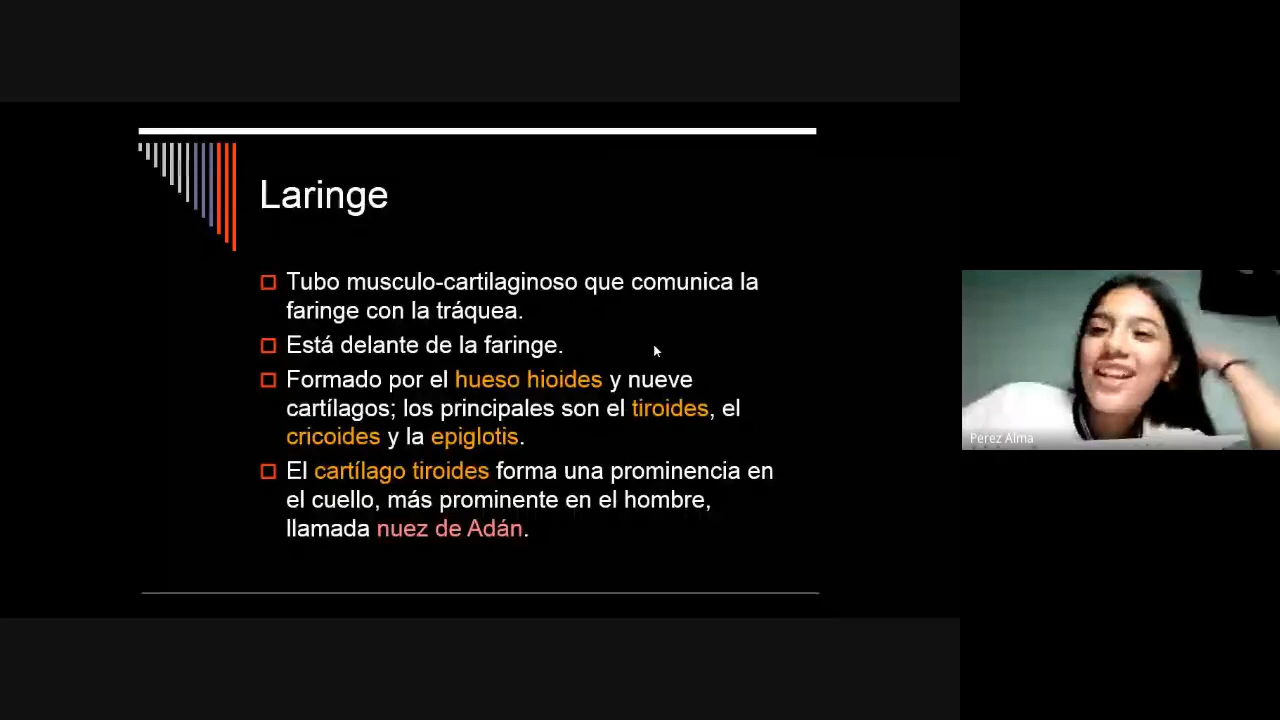 Laringe
Tubo musculo-cartilaginoso que comunica la
faringe con la tráquea.
Está delante de la faringe.
Formado por el hueso hioides y nueve
cartílagos; los principales son el tiroides, el
cricoides y la epiglotis.
El cartílago tiroides forma una prominencia en
el cuello, más prominente en el hombre,
llamada nuez de Adán.
Perez Alma